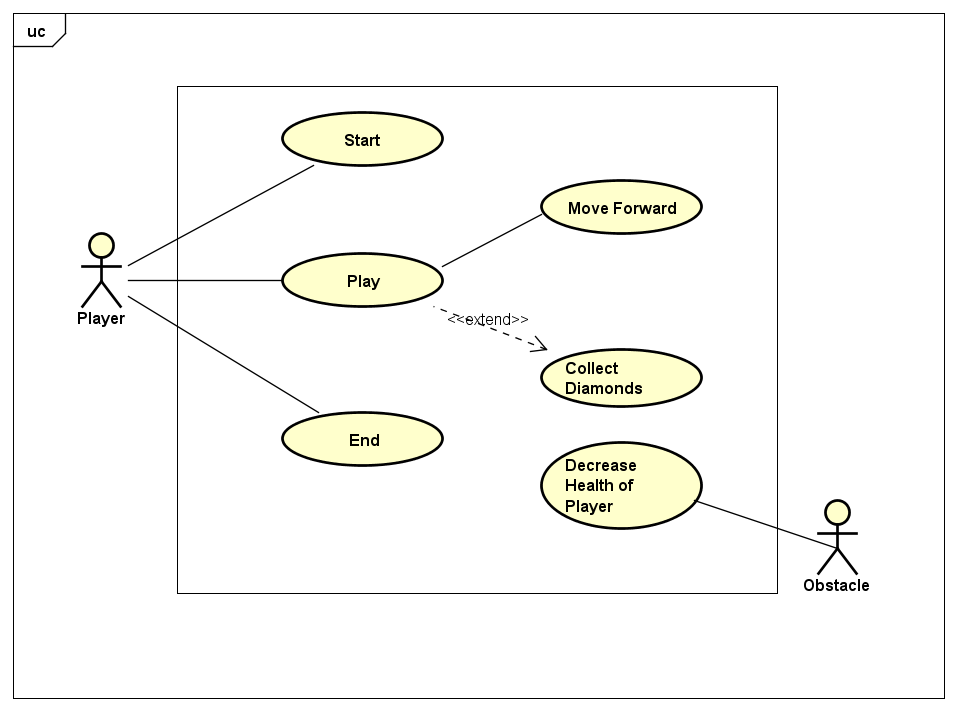 uc
Start
Move Forward
Play
Player
<<extend>>
Collect
Diamonds
End
Decrease
Health of
Player
Obstacle